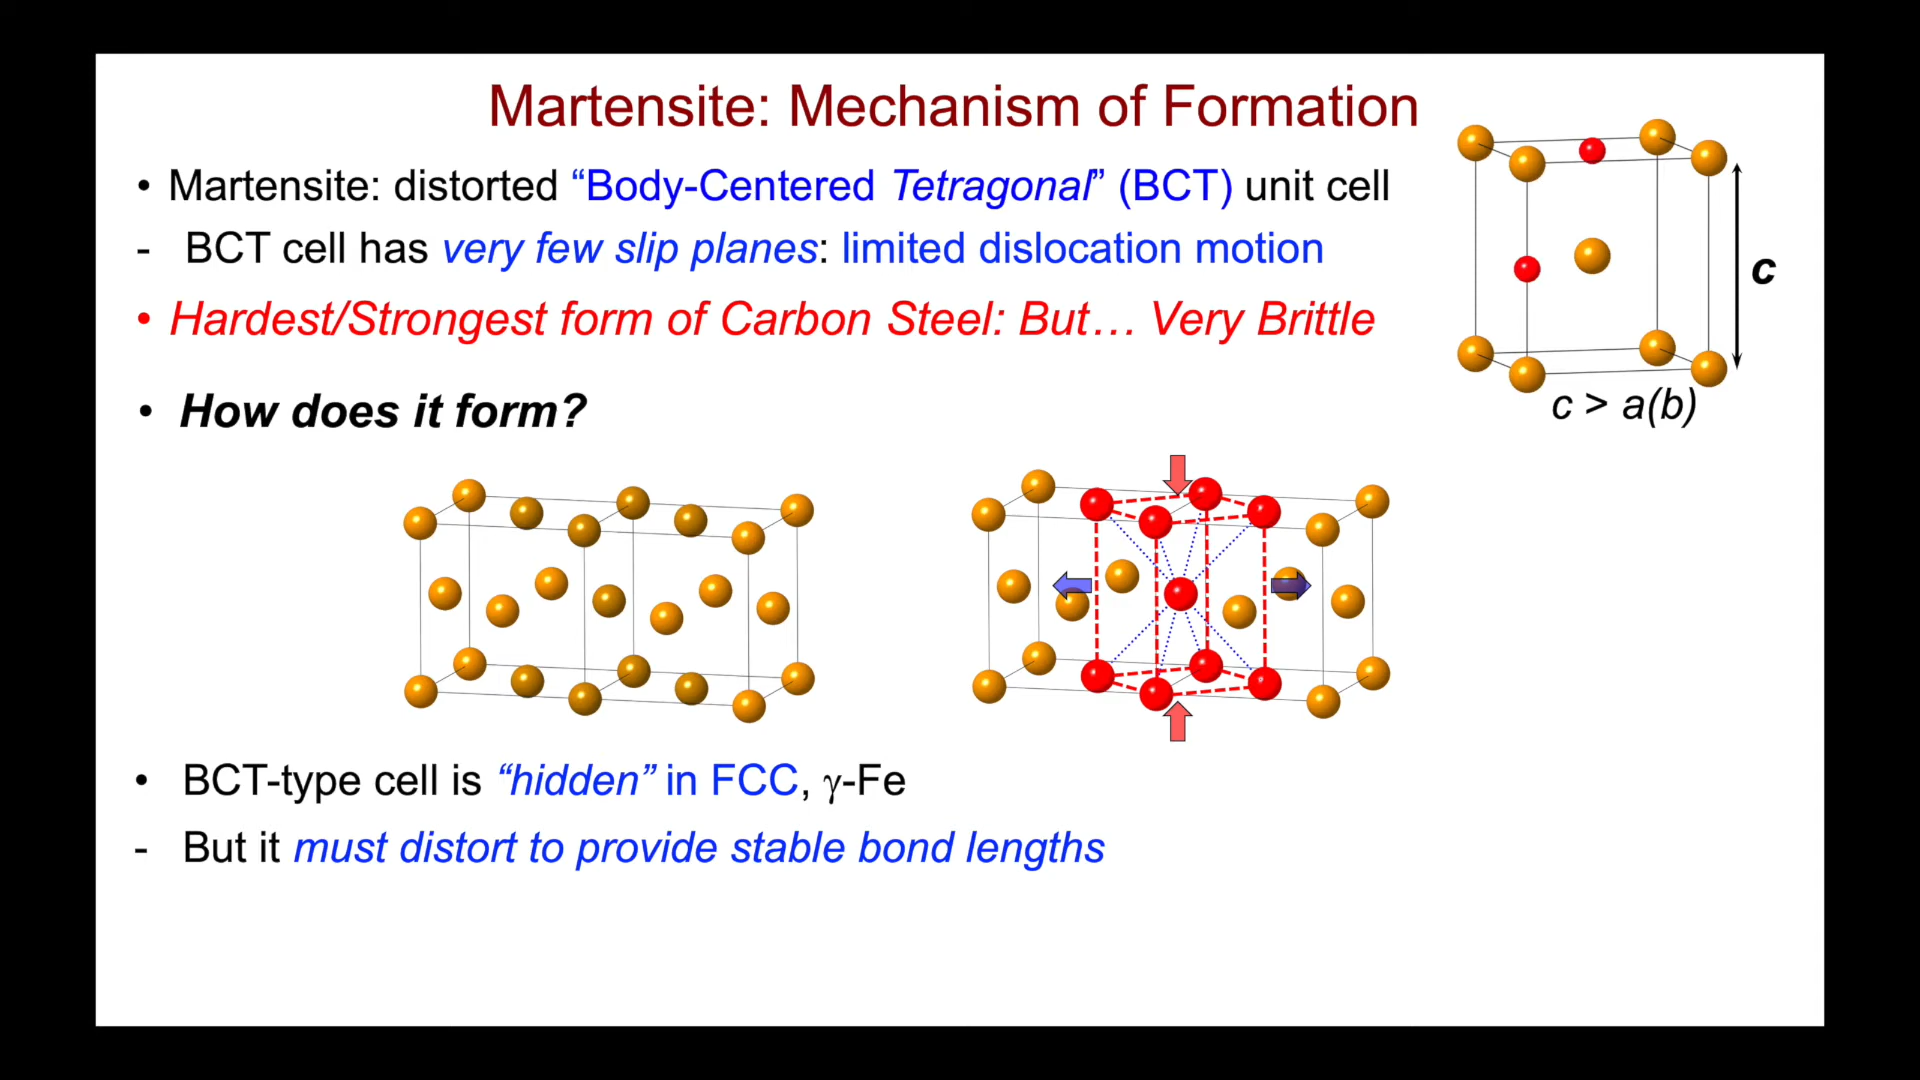 Martensite: Mechanism of Formation
• Martensite: distorted “Body-Centered Tetragonal” (BCT) unit cell
- BCT cell has very few slip planes: limited dislocation motion
• Hardest/Strongest form of Carbon Steel: But… Very Brittle
c
c > a(b)
• How does it form?
• BCT-type cell is “hidden” in FCC, γ-Fe
- But it must distort to provide stable bond lengths